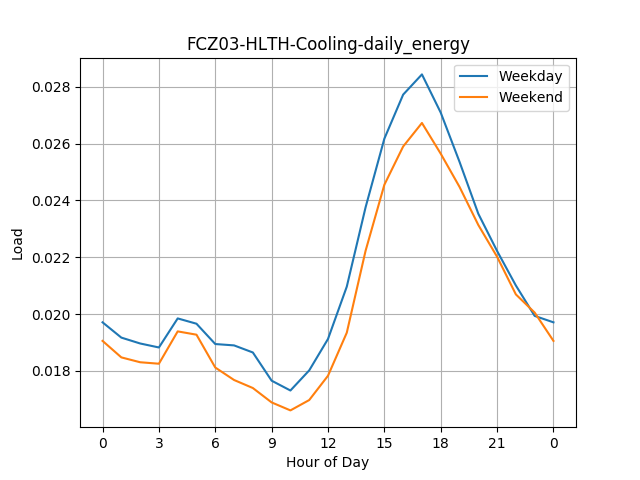 FCZ03-HLTH-Cooling-daily_energy
Weekday
Weekend
0.028
0.026
0.024
0.022
0.020
0.018
Load
0 3 6 9 12 15 18 21 0
Hour of Day